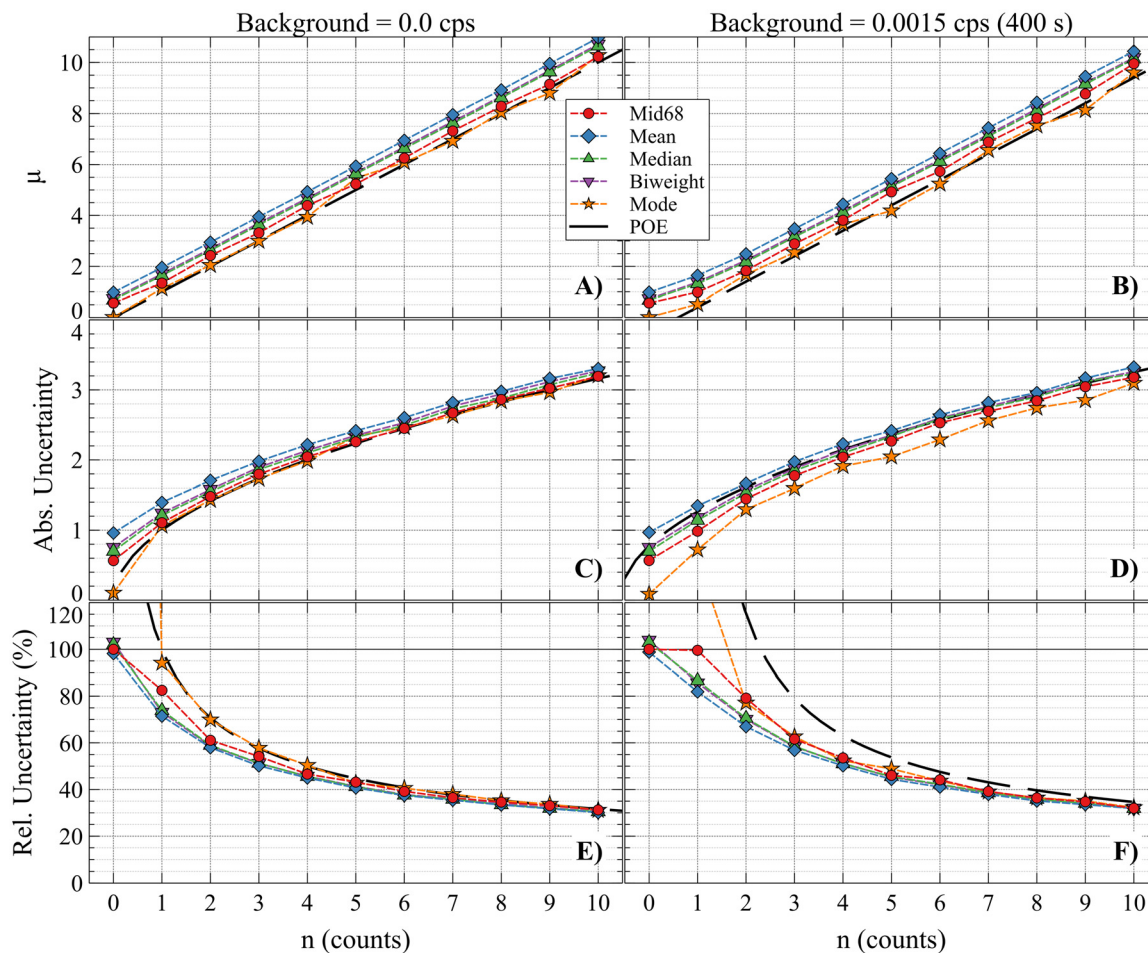 Background = 0.0 cps
Background = 0.0015 cps (400 s)
10
8
6
4
2
0
μ
Mid68
Mean
Median
Biweight
Mode
POE
A)
B)
4
3
2
1
0
Abs. Uncertainty
C)
D)
120
100
80
60
40
20
0
Rel. Uncertainty (%)
E)
F)
0 1 2 3 4 5 6 7 8 9 10
0 1 2 3 4 5 6 7 8 9 10
n (counts)
n (counts)